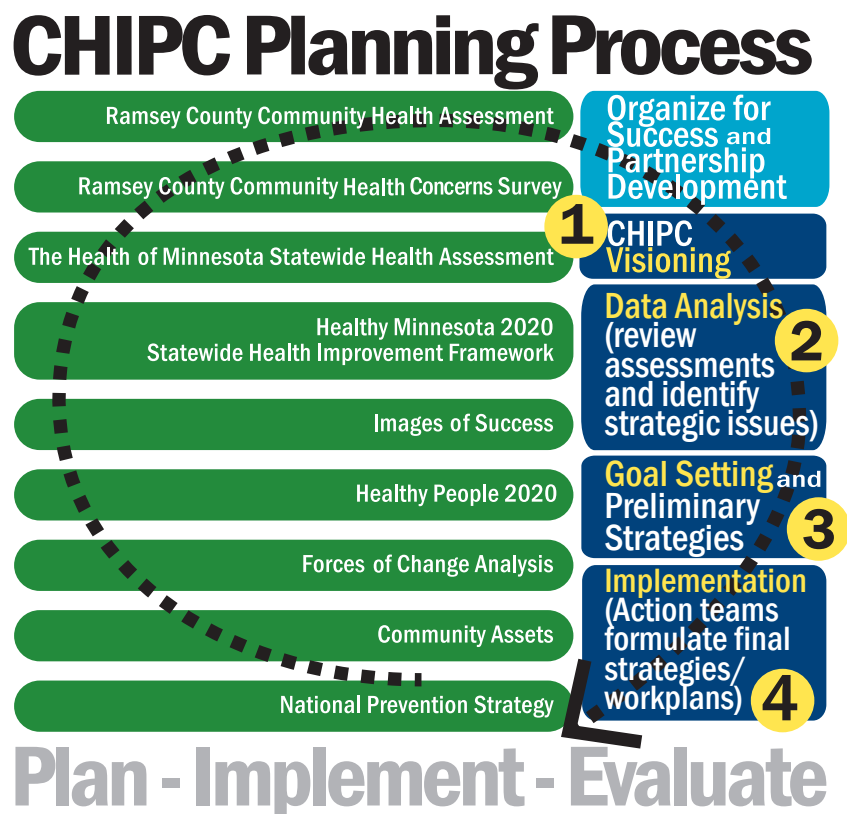 CHIPC Planning Process
Ramsey County Community Health Assessment
Ramsey County Community Health Concerns Survey
The Health of Minnesota Statewide Health Assessment
Healthy Minnesota 2020
Statewide Health Improvement Framework
Images of Success
Healthy People 2020
Forces of Change Analysis
Community Assets
National Prevention Strategy
Organize for
Success and
Partnership
Development
1
CHIPC
Visioning
Data Analysis
(review
assessments
and identify
strategic issues)
2
Goal Setting and
Preliminary
Strategies
3
Implementation
(Action teams
formulate final
strategies/
workplans)
4
Plan - Implement - Evaluate